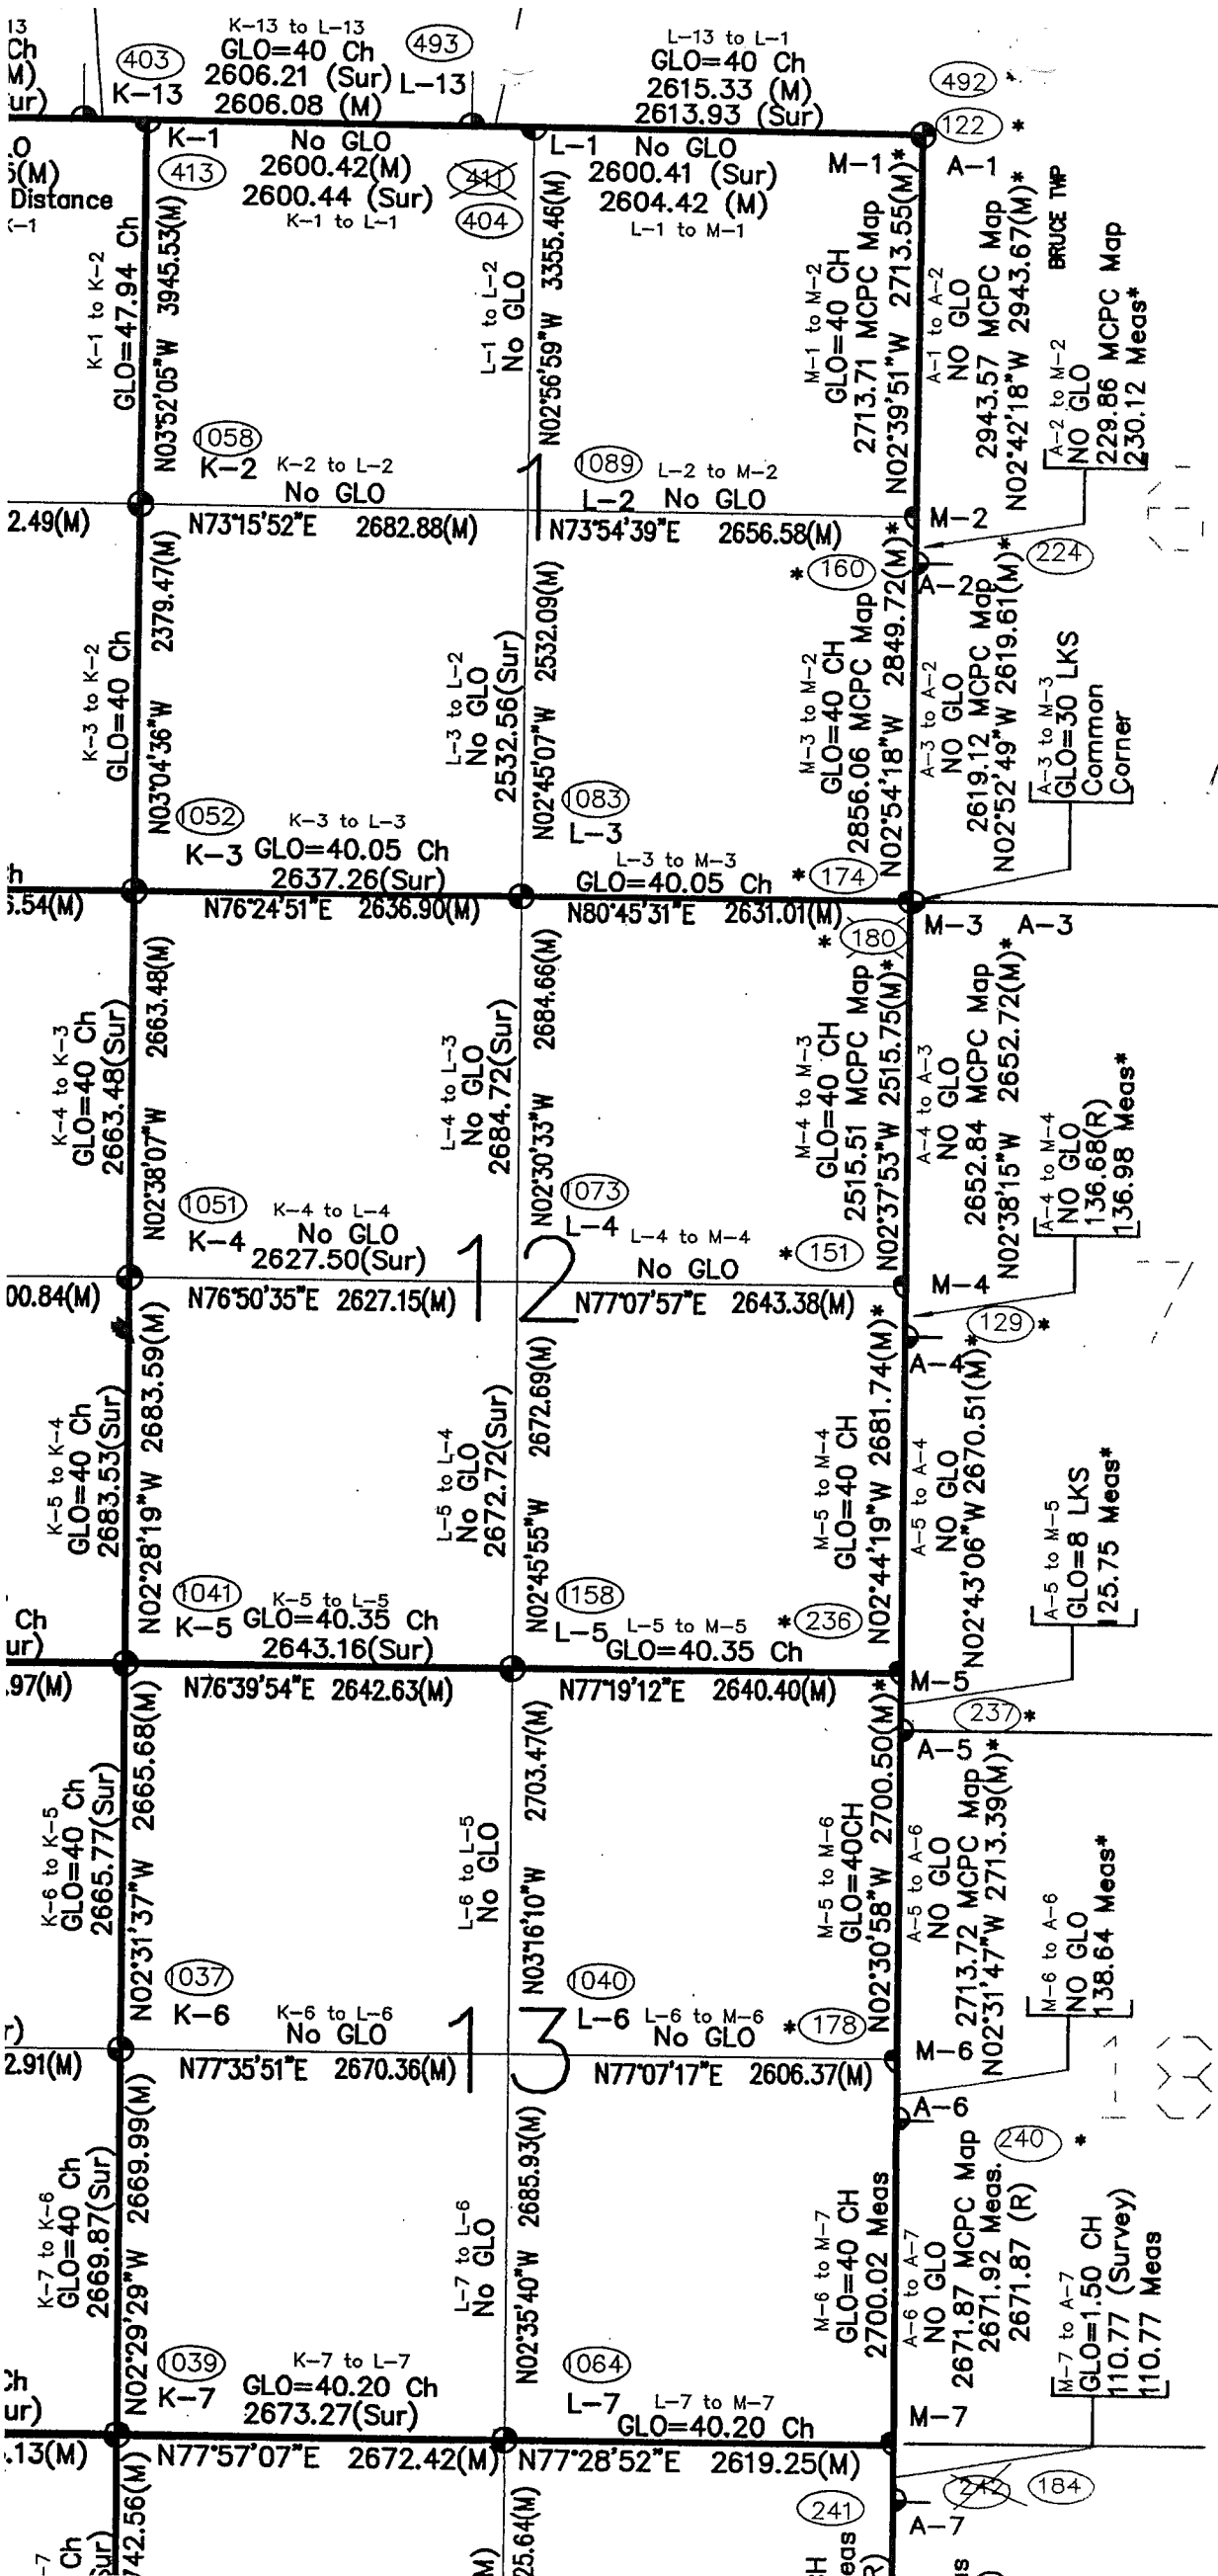 13
Ch
(M)
ur)
403
K-13
K-13 to L-13
GLO=40 Ch
2606.21 (Sur)
2606.08 (M)
493
L-13
L-13 to L-1
GLO=40 Ch
2615.33 (M)
2613.93 (Sur)
492 *
122 *
(M)
Distance
K-1
K-1
413
No GLO
2600.42(M)
2600.44 (Sur)
K-1 to L-1
411
404
L-1
No GLO
2600.41 (Sur)
2604.42 (M)
L-1 to M-1
M-1
A-1
BRUCE TWP
K-1 to K-2
GLO=47.94 Ch
N03°52'05"W 3945.53(M)
L-1 to L-2
No GLO
N02°56'59"W 3355.46(M)
M-1 to M-2
GLO=40 CH
2713.71 MCPC Map
N02°39'51"W 2713.55(M)*
A-1 to A-2
NO GLO
2943.57 MCPC Map
N02°42'18"W 2943.67(M)*
A-2 to M-2
NO GLO
229.86 MCPC Map
230.12 Meas*
1058
K-2
K-2 to L-2
No GLO
1
1089
L-2
L-2 to M-2
No GLO
M-2
2.49(M)
N73°15'52"E 2682.88(M)
N73°54'39"E 2656.58(M)
* 160
224
A-2
K-3 to K-2
GLO=40 Ch
N03°04'36"W 2379.47(M)
L-3 to L-2
No GLO
2532.56(Sur)
N02°45'07"W 2532.09(M)
M-3 to M-2
GLO=40 CH
2856.06 MCPC Map
N02°54'18"W 2849.72(M)*
A-3 to A-2
NO GLO
2619.12 MCPC Map
N02°52'49"W 2619.61(M)*
A-3 to M-3
GLO=30 LKS
Common
Corner
1052
K-3
K-3 to L-3
GLO=40.05 Ch
2637.26(Sur)
1083
L-3
L-3 to M-3
GLO=40.05 Ch
* 174
h
6.54(M)
N76°24'51"E 2636.90(M)
N80°45'31"E 2631.01(M)
* 180
M-3
A-3
K-4 to K-3
GLO=40 Ch
2663.48(Sur)
N02°38'07"W 2663.48(M)
L-4 to L-3
No GLO
2684.72(Sur)
N02°30'33"W 2684.66(M)
M-4 to M-3
GLO=40 CH
2515.51 MCPC Map
N02°37'53"W 2515.75(M)*
A-4 to A-3
NO GLO
2652.84 MCPC Map
N02°38'15"W 2652.72(M)*
A-4 to M-4
NO GLO
136.68(R)
136.98 Meas*
1051
K-4
K-4 to L-4
No GLO
2627.50(Sur)
12
1073
L-4
L-4 to M-4
No GLO
* 151
M-4
00.84(M)
N76°50'35"E 2627.15(M)
N77°07'57"E 2643.38(M)
129 *
A-4
7
K-5 to K-4
GLO=40 Ch
2683.53(Sur)
N02°28'19"W 2683.59(M)
L-5 to L-4
No GLO
2672.72(Sur)
N02°45'55"W 2672.69(M)
M-5 to M-4
GLO=40 CH
N02°44'19"W 2681.74(M)*
A-5 to A-4
NO GLO
N02°43'06"W 2670.51(M)*
A-5 to M-5
GLO=8 LKS
125.75 Meas*
1041
K-5
K-5 to L-5
GLO=40.35 Ch
2643.16(Sur)
1158
L-5
L-5 to M-5
GLO=40.35 Ch
* 236
Ch
ur)
.97(M)
N76°39'54"E 2642.63(M)
N77°19'12"E 2640.40(M)
M-5
237 *
A-5
K-6 to K-5
GLO=40 Ch
2665.77(Sur)
N02°31'37"W 2665.68(M)
L-6 to L-5
No GLO
N03°16'10"W 2703.47(M)
M-5 to M-6
GLO=40CH
N02°30'58"W 2700.50(M)*
A-5 to A-6
NO GLO
2713.72 MCPC Map
N02°31'47"W 2713.39(M)*
M-6 to A-6
NO GLO
138.64 Meas*
1037
K-6
K-6 to L-6
No GLO
13
1040
L-6
L-6 to M-6
No GLO
* 178
M-6
18
r)
2.91(M)
N77°35'51"E 2670.36(M)
N77°07'17"E 2606.37(M)
A-6
240 *
K-7 to K-6
GLO=40 Ch
2669.87(Sur)
N02°29'29"W 2669.99(M)
L-7 to L-6
No GLO
N02°35'40"W 2685.93(M)
M-6 to M-7
GLO=40 CH
2700.02 Meas
A-6 to A-7
NO GLO
2671.87 MCPC Map
2671.92 Meas.
2671.87 (R)
M-7 to A-7
GLO=1.50 CH
110.77 (Survey)
110.77 Meas
1039
K-7
K-7 to L-7
GLO=40.20 Ch
2673.27(Sur)
1064
L-7
L-7 to M-7
GLO=40.20 Ch
M-7
Ch
ur)
.13(M)
N77°57'07"E 2672.42(M)
N77°28'52"E 2619.25(M)
241
242
184
A-7
-7
Ch
Sur)
742.56(M)
M)
25.64(M)
CH
eas
R)
as